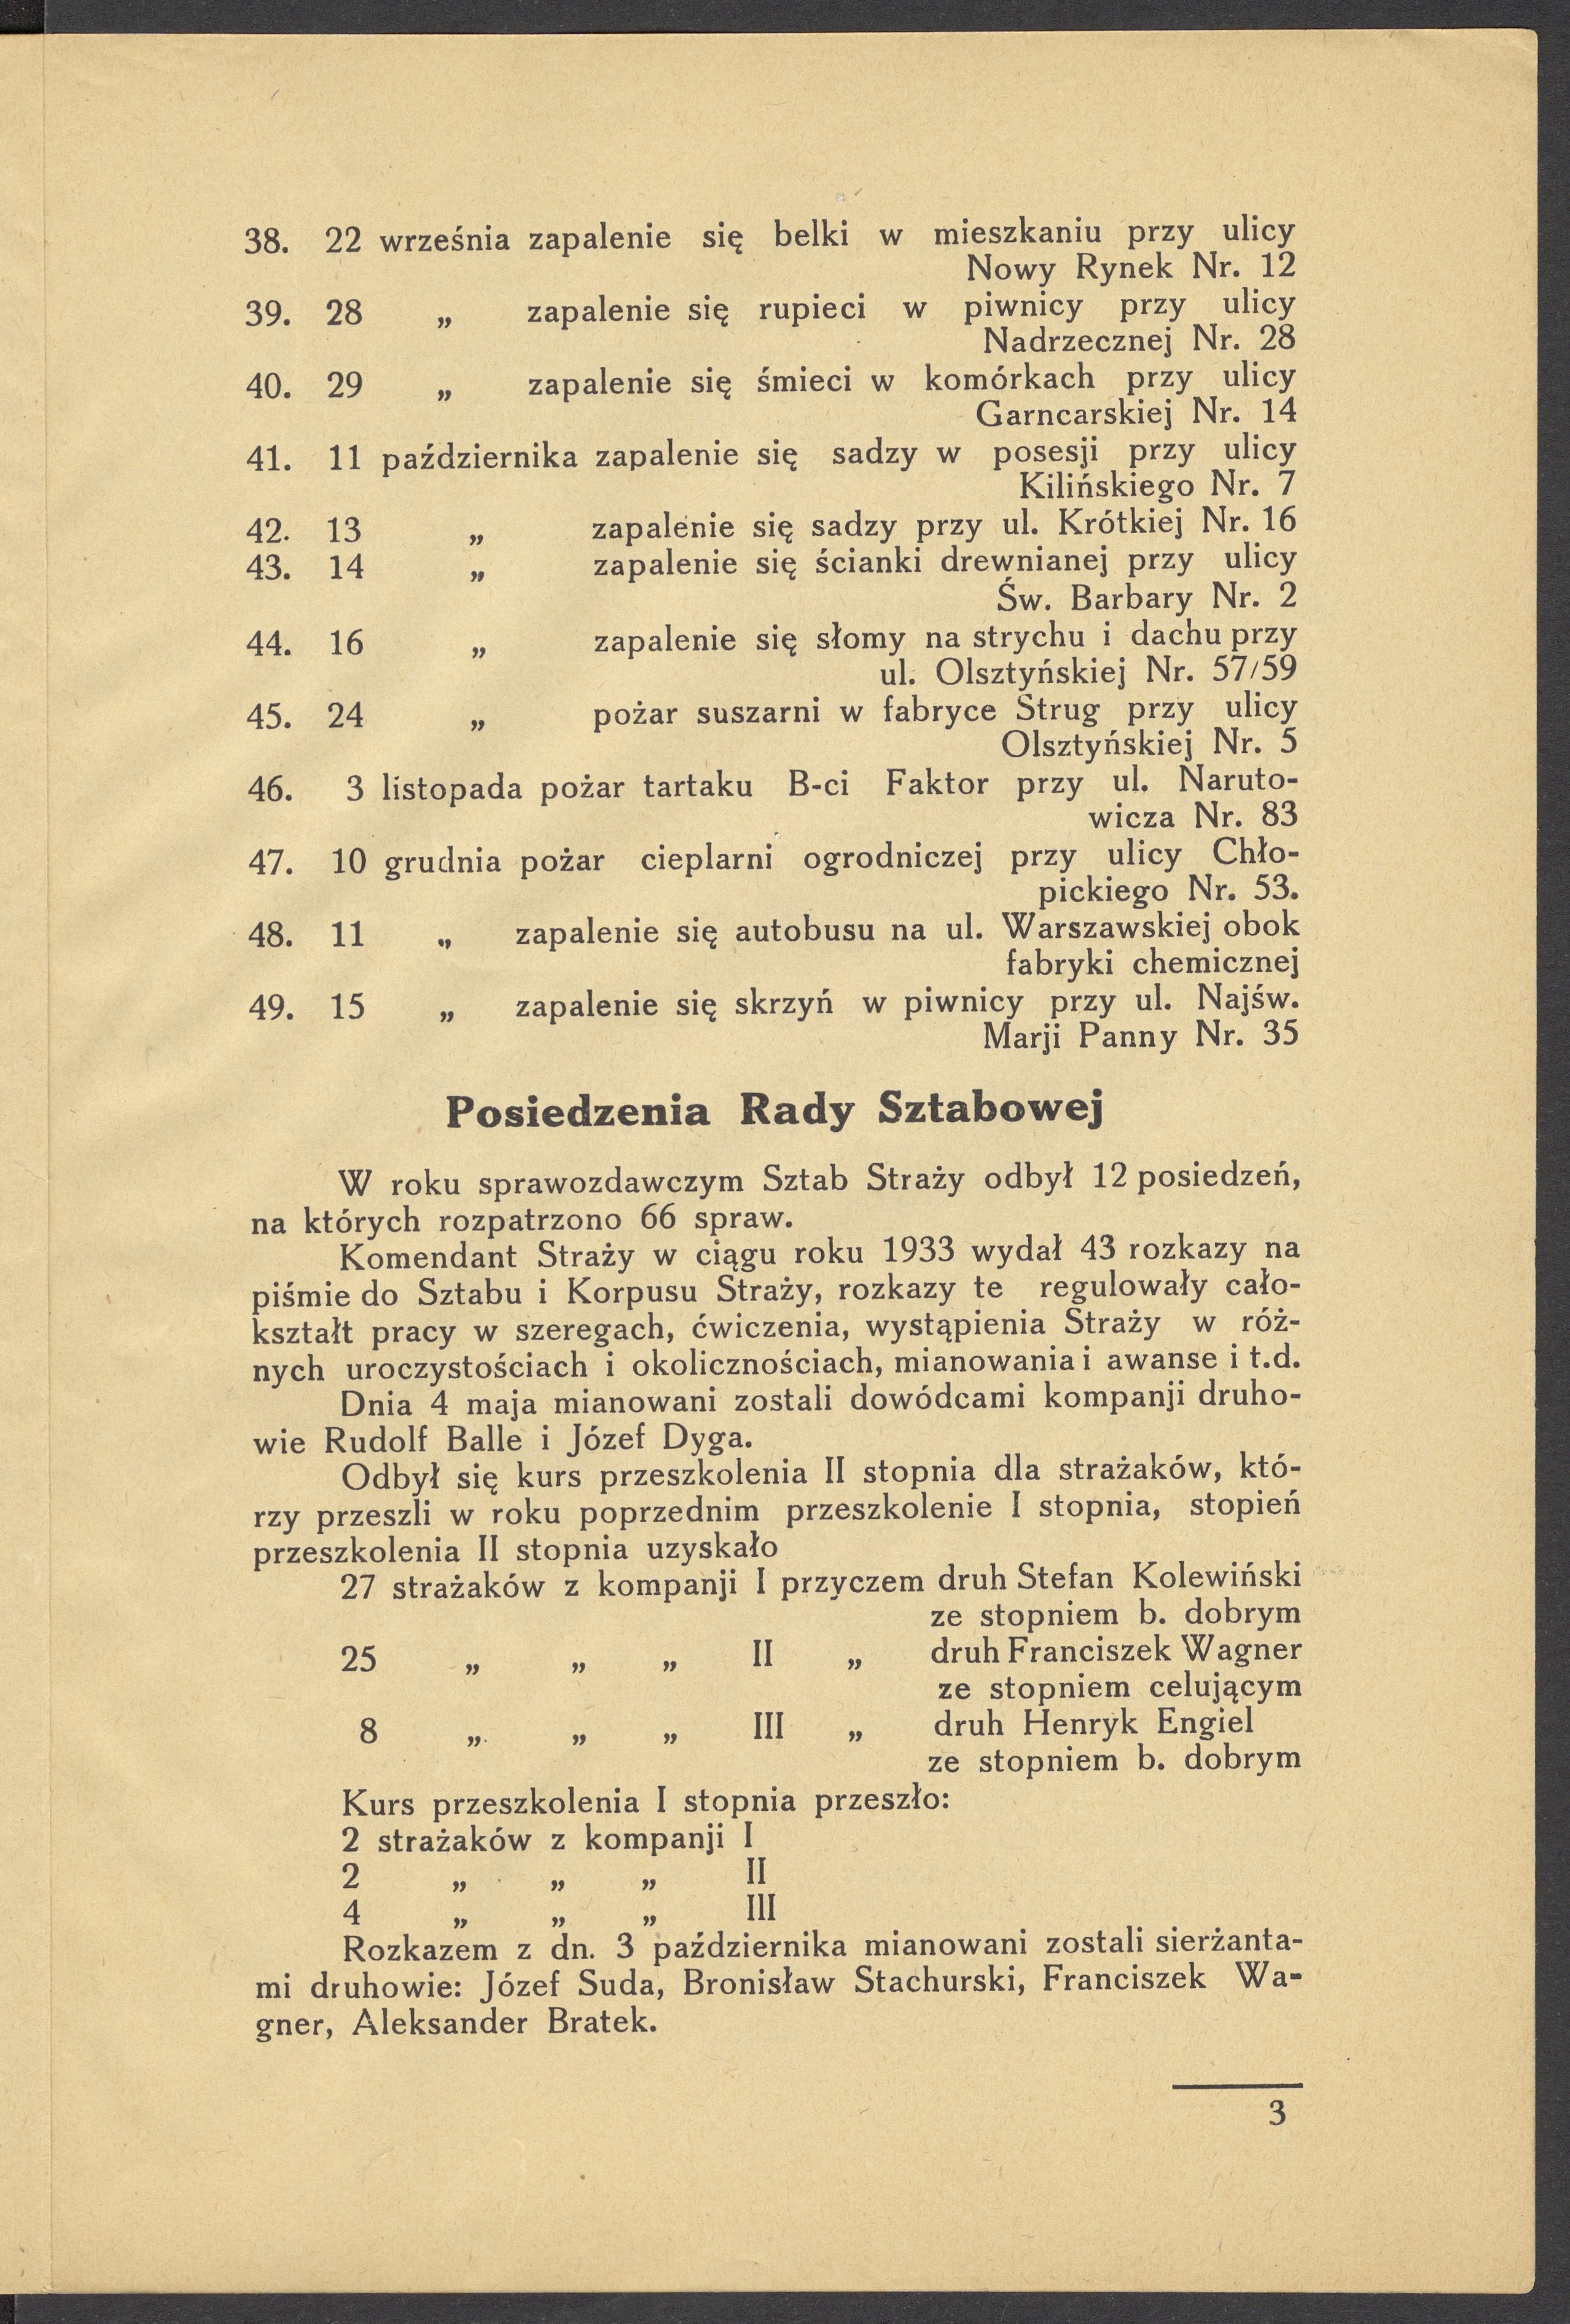 38. 22 września zapalenie się belki w mieszkaniu przy ulicy
Nowy Rynek Nr. 12
39. 28 „ zapalenie się rupieci w piwnicy przy ulicy
Nadrzecznej Nr. 28
40. 29 „ zapalenie się śmieci w komórkach przy ulicy
Garncarskiej Nr. 14
41. 11 października zapalenie się sadzy w posesji przy ulicy
Kilińskiego Nr. 7
42. 13 „ zapalenie się sadzy przy ul. Krótkiej Nr. 16
43. 14 „ zapalenie się ścianki drewnianej przy ulicy
Św. Barbary Nr. 2
44. 16 „ zapalenie się słomy na strychu i dachu przy
ul. Olsztyńskiej Nr. 57/59
45. 24 „ pożar suszarni w fabryce Strug przy ulicy
Olsztyńskiej Nr. 5
46. 3 listopada pożar tartaku B-ci Faktor przy ul. Naruto-
wicza Nr. 83
47. 10 grudnia pożar cieplarni ogrodniczej przy ulicy Chło-
pickiego Nr. 53.
48. 11 „ zapalenie się autobusu na ul. Warszawskiej obok
fabryki chemicznej
49. 15 „ zapalenie się skrzyń w piwnicy przy ul. Najśw.
Marji Panny Nr. 35
Posiedzenia Rady Sztabowej
W roku sprawozdawczym Sztab Straży odbył 12 posiedzeń,
na których rozpatrzono 66 spraw.
Komendant Straży w ciągu roku 1933 wydał 43 rozkazy na
piśmie do Sztabu i Korpusu Straży, rozkazy te regulowały cało-
kształt pracy w szeregach, ćwiczenia, wystąpienia Straży w róż-
nych uroczystościach i okolicznościach, mianowania i awanse i t.d.
Dnia 4 maja mianowani zostali dowódcami kompanji druho-
wie Rudolf Balle i Józef Dyga.
Odbył się kurs przeszkolenia II stopnia dla strażaków, któ-
rzy przeszli w roku poprzednim przeszkolenie I stopnia, stopień
przeszkolenia II stopnia uzyskało
27 strażaków z kompanji I przyczem druh Stefan Kolewiński
ze stopniem b. dobrym
25 „ „ „ II „ druh Franciszek Wagner
ze stopniem celującym
8 „ „ „ III „ druh Henryk Engiel
ze stopniem b. dobrym
Kurs przeszkolenia I stopnia przeszło:
2 strażaków z kompanji I
2 „ „ „ II
4 „ „ „ III
Rozkazem z dn. 3 października mianowani zostali sierżanta-
mi druhowie: Józef Suda, Bronisław Stachurski, Franciszek Wa-
gner, Aleksander Bratek.
3